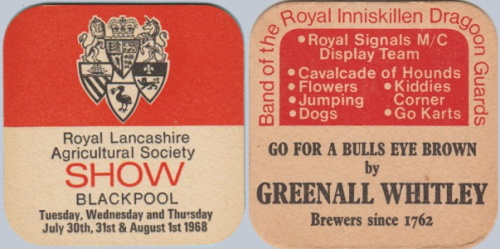 Royal Lancashire
Agricultural Society
SHOW
BLACKPOOL
Tuesday, Wednesday and Thursday
July 30th, 31st & August 1st 1968
Band of the Royal Inniskillen Dragoon Guards
• Royal Signals M/C
Display Team
• Cavalcade of Hounds
• Flowers • Kiddies
• Jumping Corner
• Dogs • Go Karts
GO FOR A BULLS EYE BROWN
by
GREENALL WHITLEY
Brewers since 1762